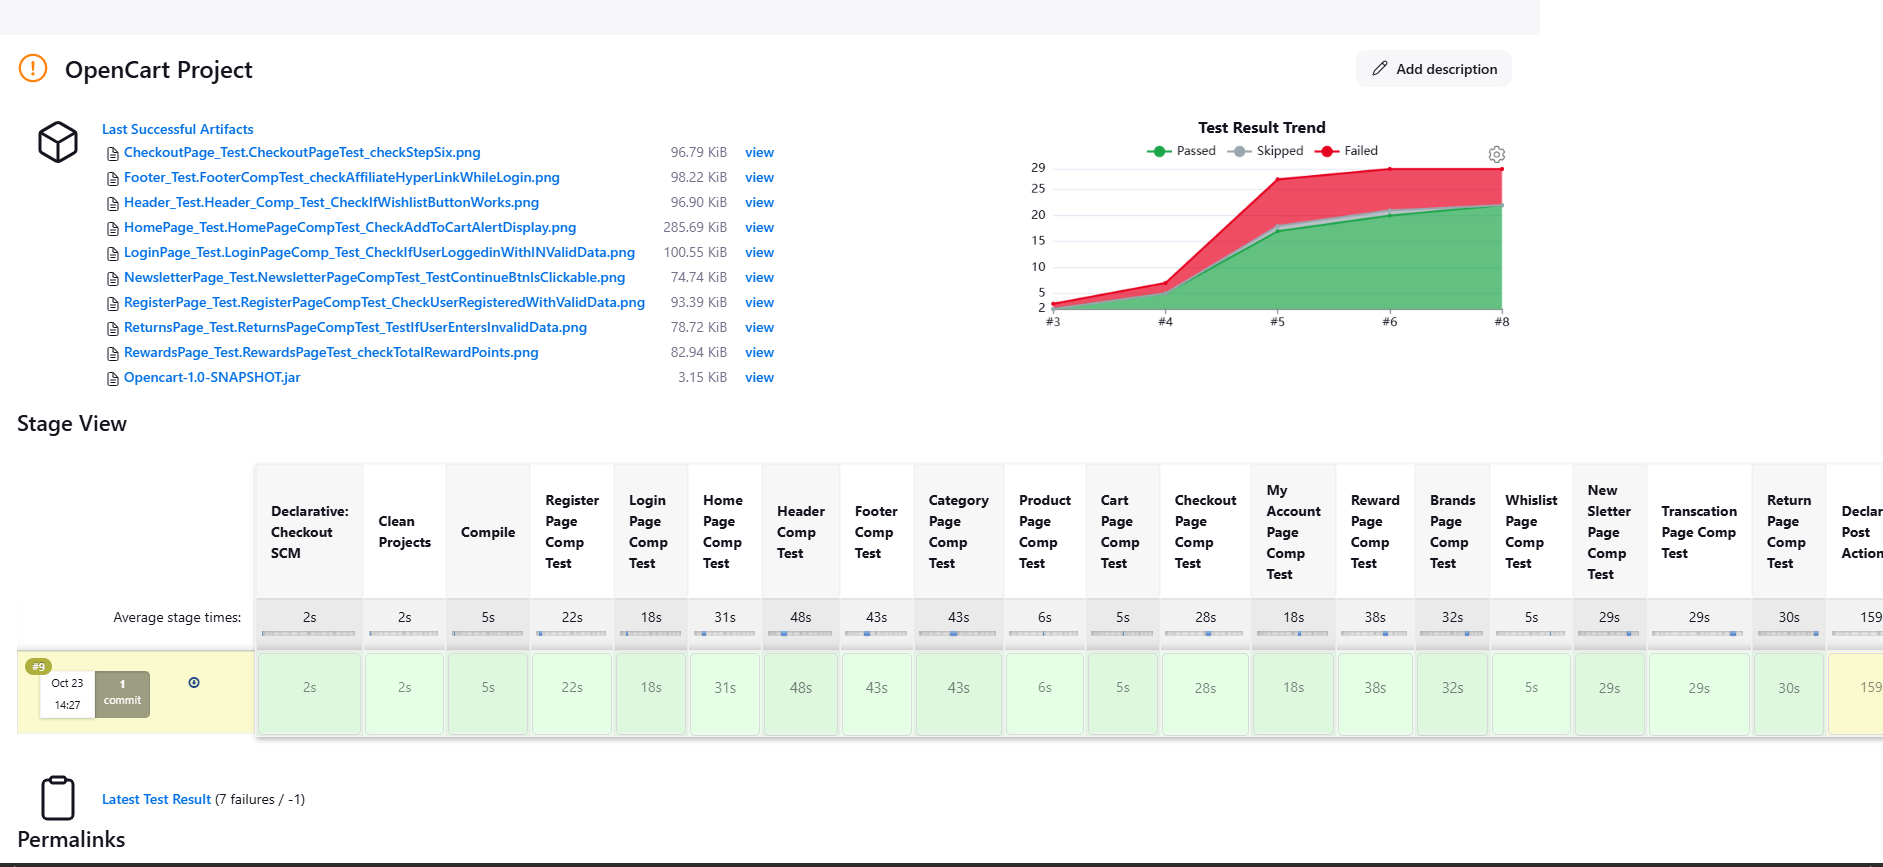 OpenCart Project
Add description
Last Successful Artifacts
CheckoutPage_Test.CheckoutPageTest_checkStepSix.png 96.79 KiB view
Footer_Test.FooterCompTest_checkAffiliateHyperLinkWhileLogin.png 98.22 KiB view
Header_Test.Header_Comp_Test_CheckIfWishlistButtonWorks.png 96.90 KiB view
HomePage_Test.HomePageCompTest_CheckAddToCartAlertDisplay.png 285.69 KiB view
LoginPage_Test.LoginPageComp_Test_CheckIfUserLoggedinWithINValidData.png 100.55 KiB view
NewsletterPage_Test.NewsletterPageCompTest_TestContinueBtnIsClickable.png 74.74 KiB view
RegisterPage_Test.RegisterPageCompTest_CheckUserRegisteredWithValidData.png 93.39 KiB view
ReturnsPage_Test.ReturnsPageCompTest_TestIfUserEntersInvalidData.png 78.72 KiB view
RewardsPage_Test.RewardsPageTest_checkTotalRewardPoints.png 82.94 KiB view
Opencart-1.0-SNAPSHOT.jar 3.15 KiB view
Test Result Trend
Passed Skipped Failed
29
25
20
15
10
5
2
#3 #4 #5 #6 #8
Stage View
Declarative:
Checkout
SCM
Clean
Projects
Compile
Register
Page
Comp
Test
Login
Page
Comp
Test
Home
Page
Comp
Test
Header
Comp
Test
Footer
Comp
Test
Category
Page
Comp
Test
Product
Page
Comp
Test
Cart
Page
Comp
Test
Checkout
Page
Comp
Test
My
Account
Page
Comp
Test
Reward
Page
Comp
Test
Brands
Page
Comp
Test
Whislist
Page
Comp
Test
New
Sletter
Page
Comp
Test
Transcation
Page Comp
Test
Return
Page
Comp
Test
Declar
Post
Action
Average stage times: 2s 2s 5s 22s 18s 31s 48s 43s 43s 6s 5s 28s 18s 38s 32s 5s 29s 29s 30s 159
#9
Oct 23
14:27
1
commit
2s 2s 5s 22s 18s 31s 48s 43s 43s 6s 5s 28s 18s 38s 32s 5s 29s 29s 30s 159
Latest Test Result (7 failures / -1)
Permalinks